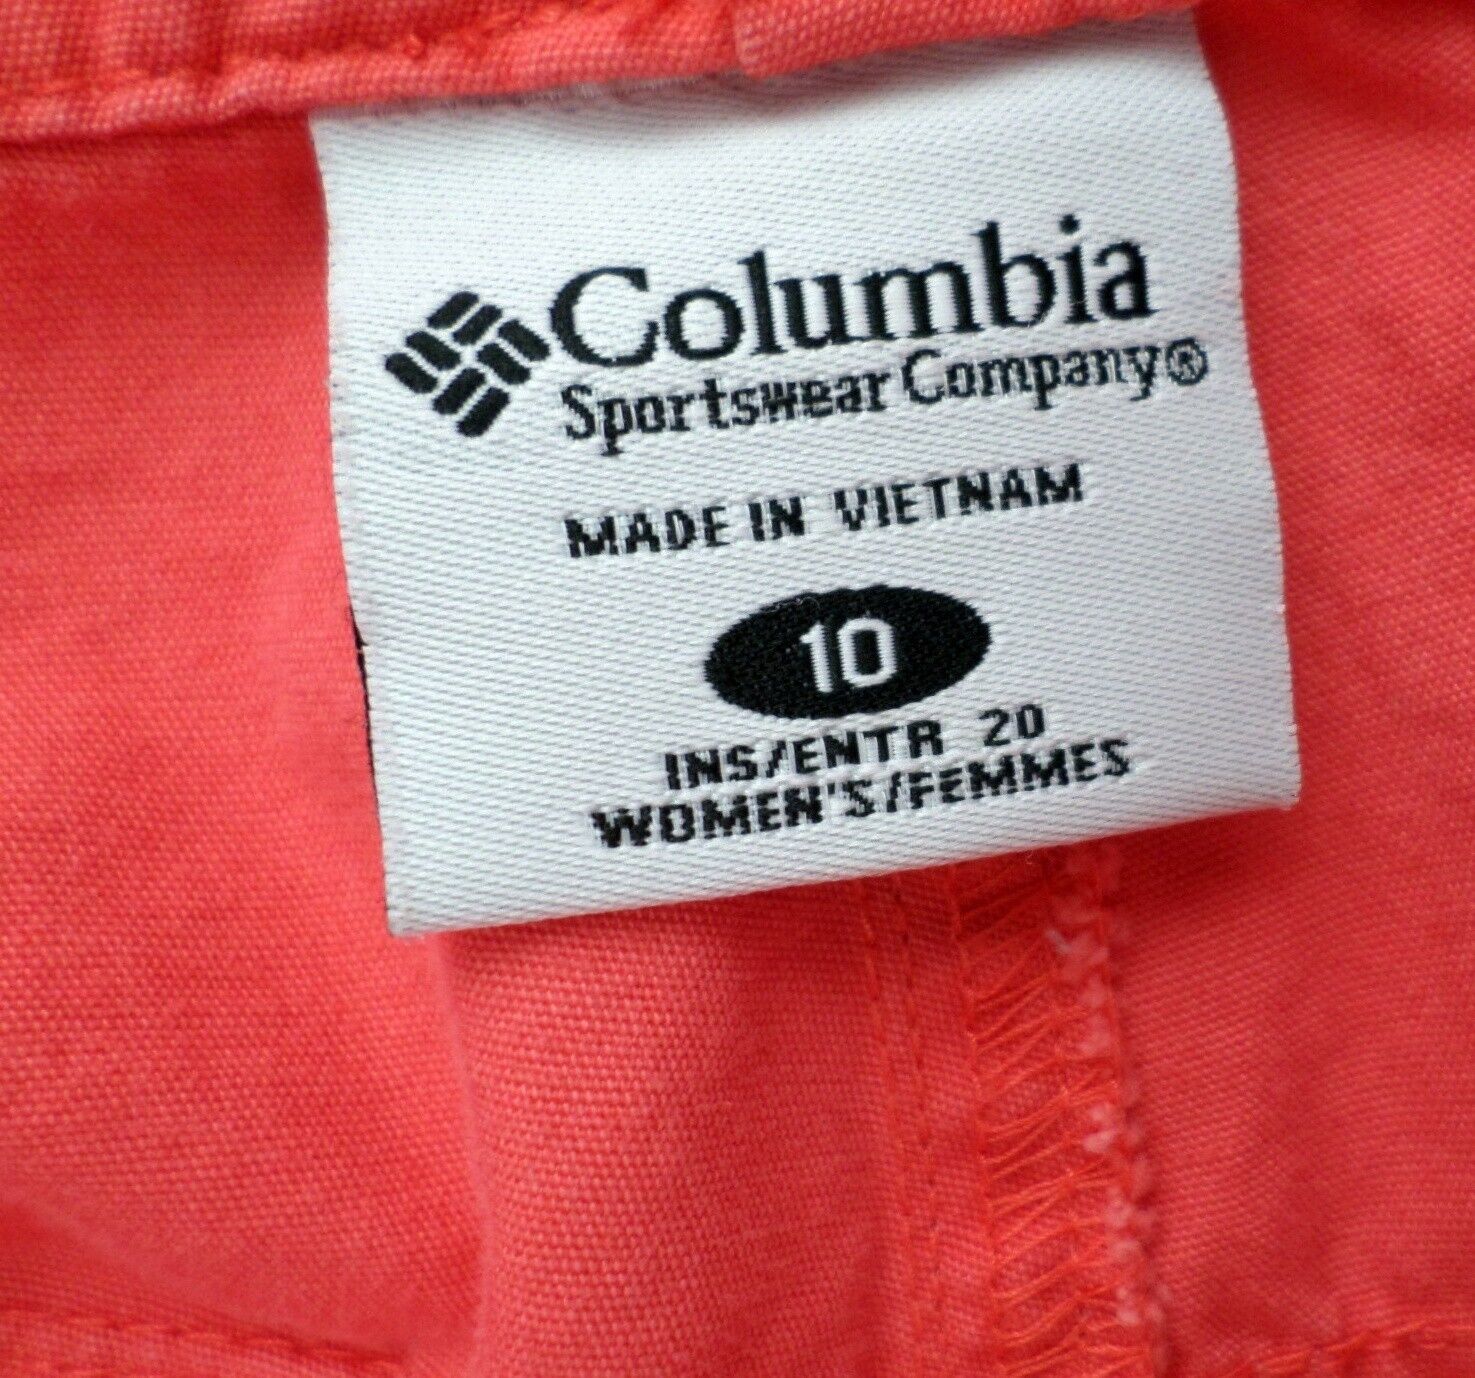 Columbia
Sportswear Company®
MADE IN VIETNAM
10
INS/ENTR 20
WOMEN'S/FEMMES